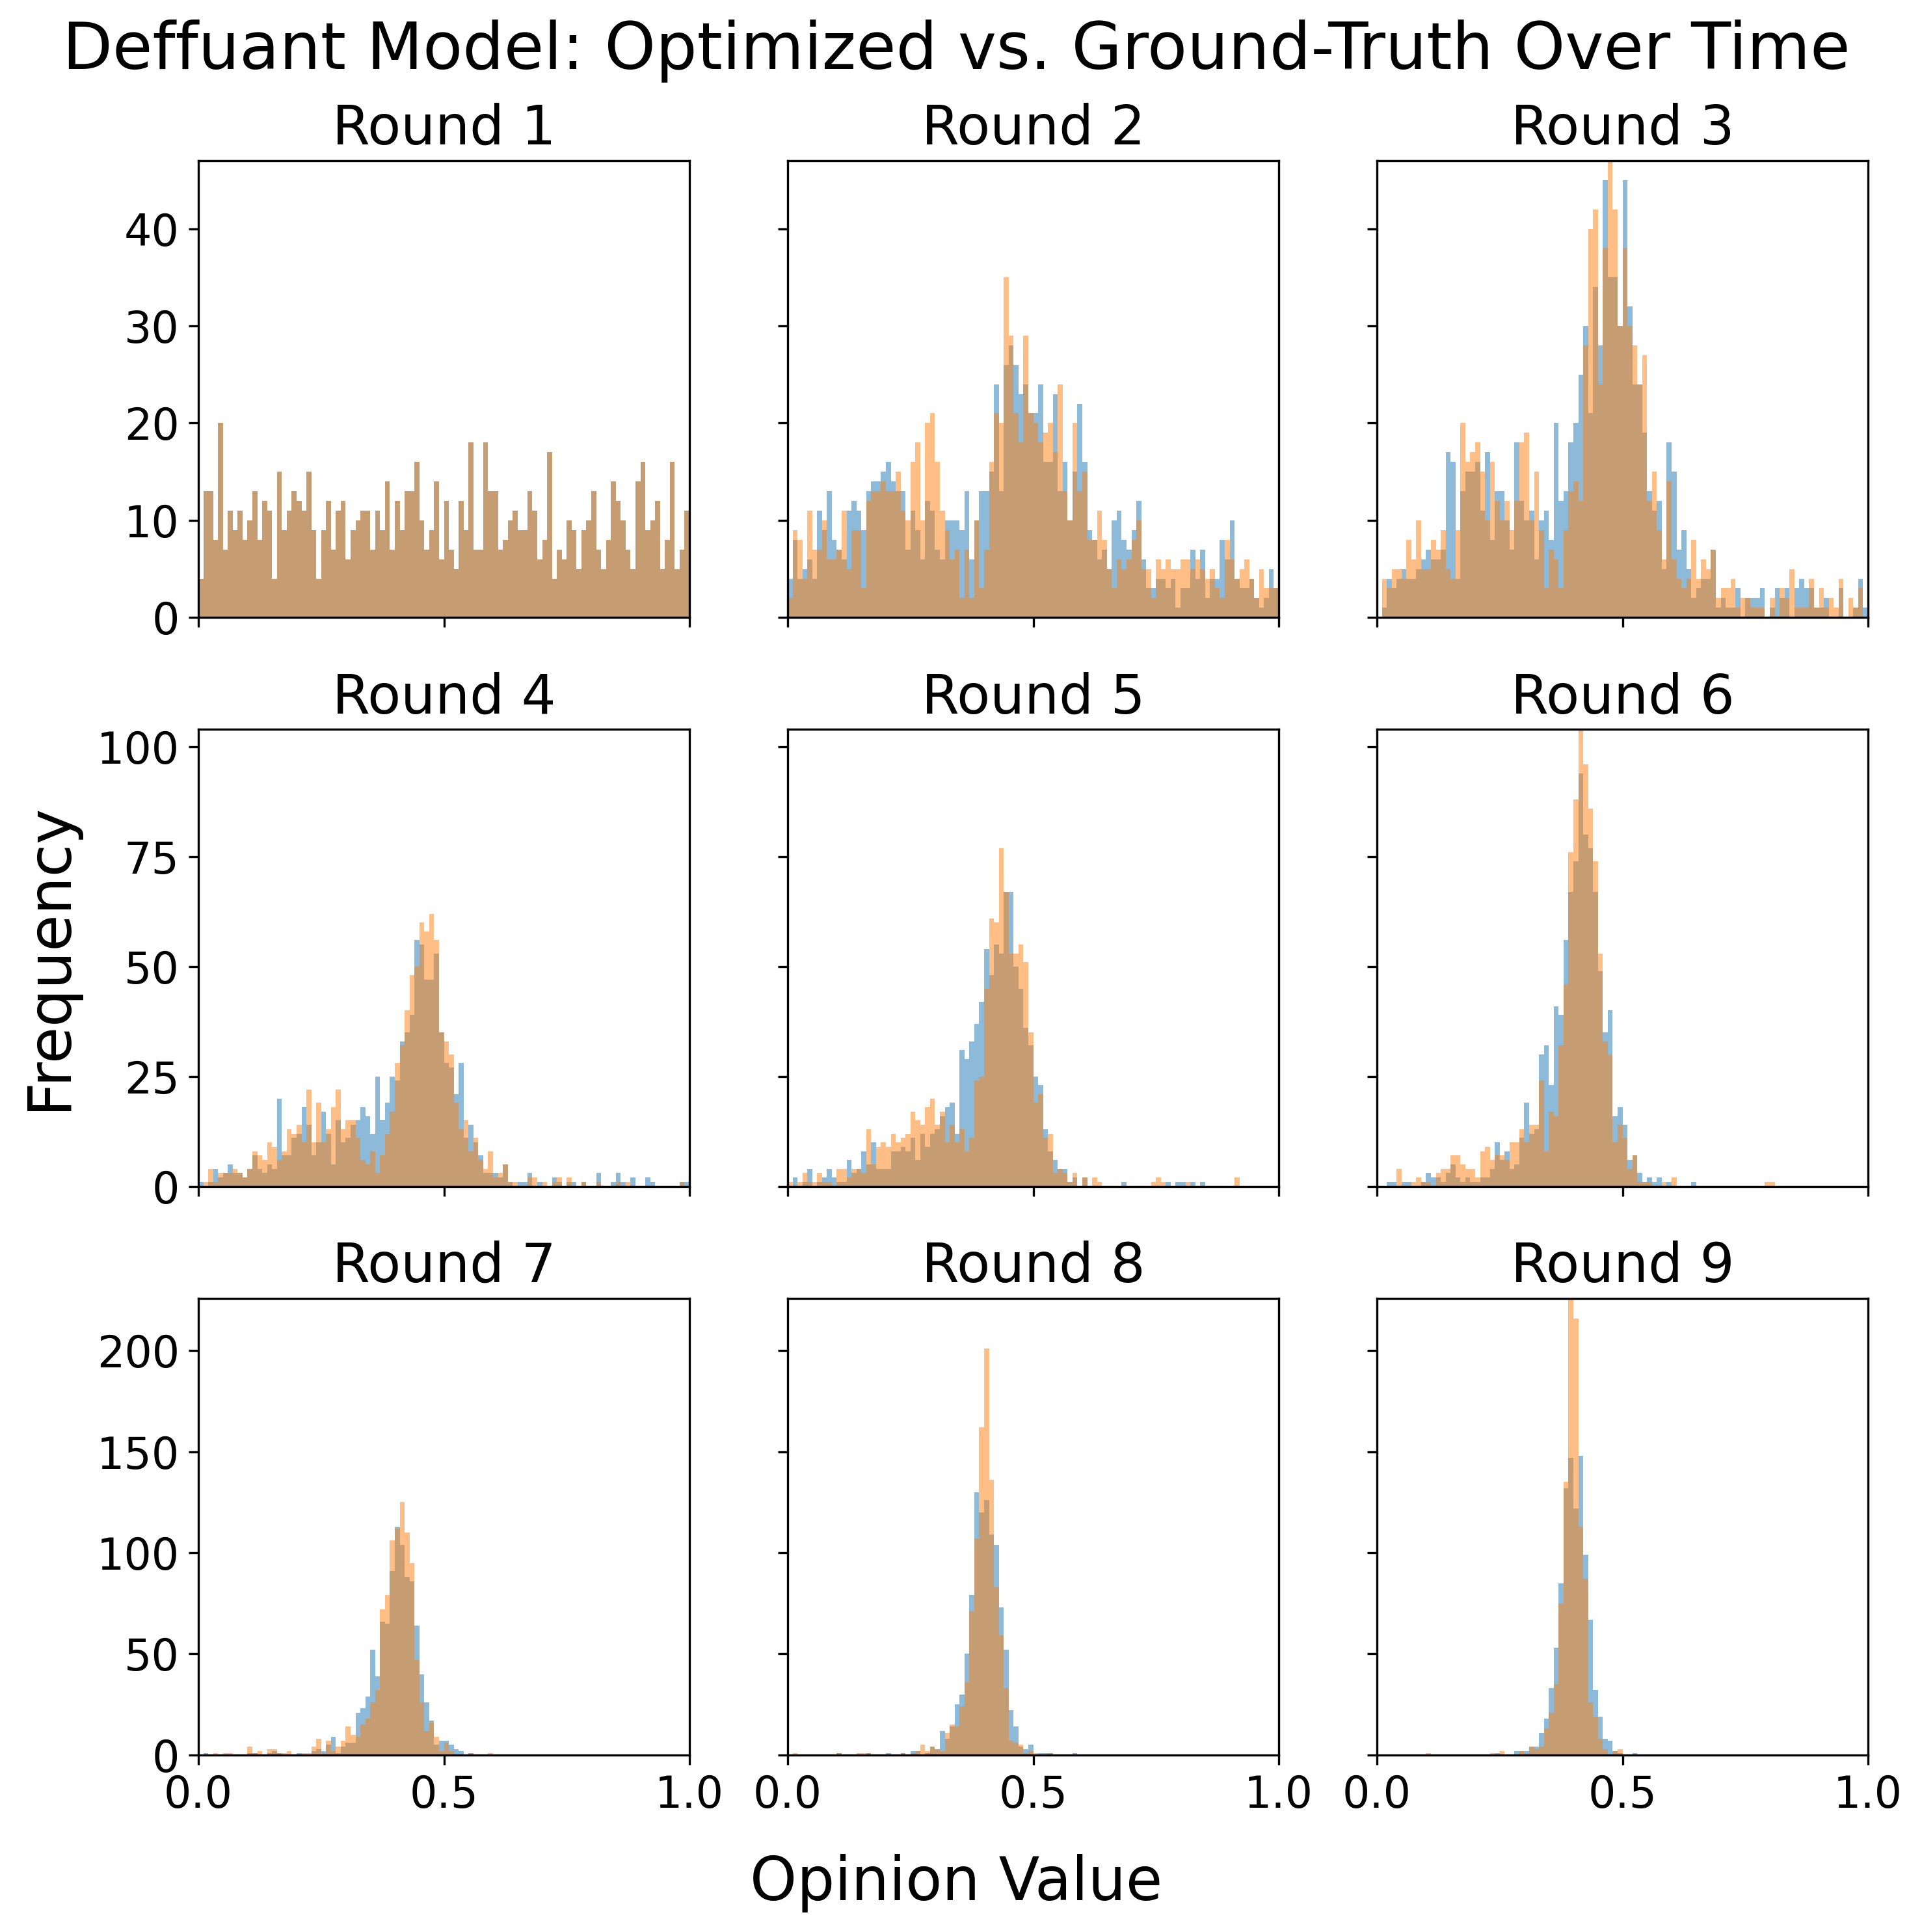 Deffuant Model: Optimized vs. Ground-Truth Over Time
Round 1
Round 2
Round 3
40
30
20
10
0
Round 4
Round 5
Round 6
100
75
50
25
0
Frequency
Round 7
Round 8
Round 9
200
150
100
50
0
0.0 0.5 1.0
0.0 0.5 1.0
0.0 0.5 1.0
Opinion Value